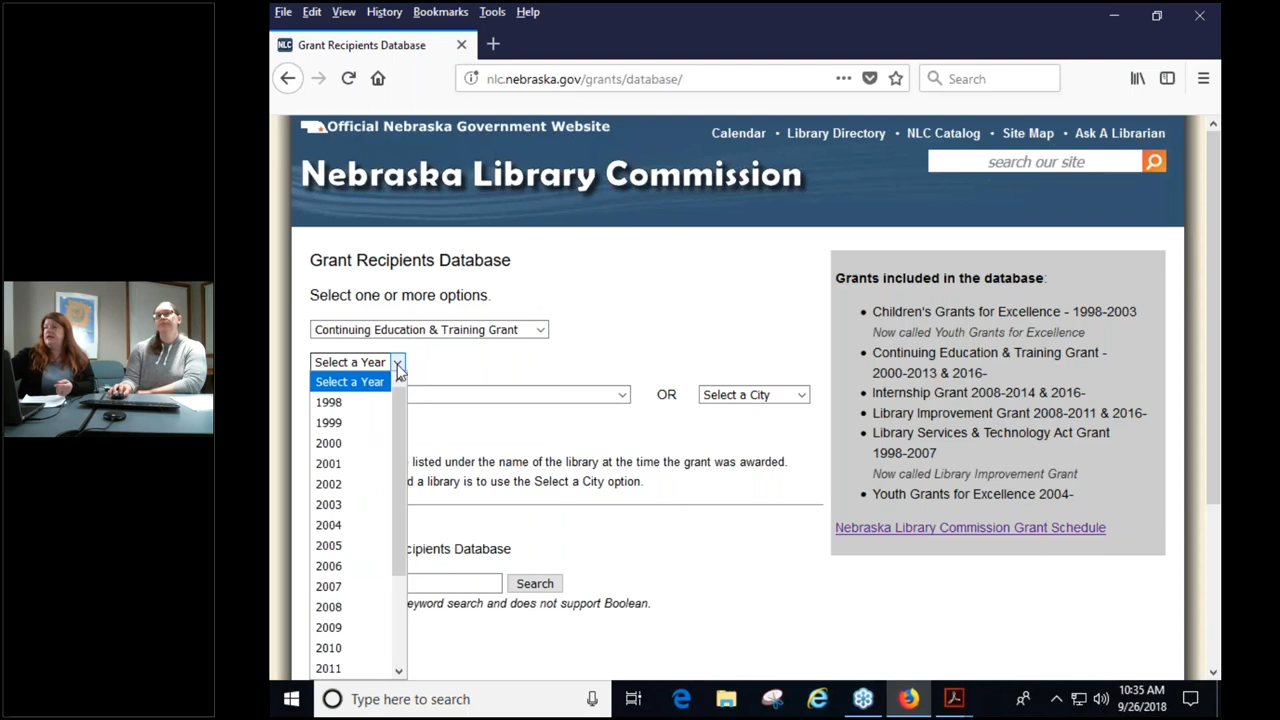 File Edit View History Bookmarks Tools Help
NLC Grant Recipients Database
nlc.nebraska.gov/grants/database/
Search
Official Nebraska Government Website
Calendar • Library Directory • NLC Catalog • Site Map • Ask A Librarian
search our site
Nebraska Library Commission
Grant Recipients Database
Select one or more options.
Continuing Education & Training Grant
Select a Year
Select a Year
1998
1999
2000
2001
2002
2003
2004
2005
2006
2007
2008
2009
2010
2011
OR
Select a City
listed under the name of the library at the time the grant was awarded.
d a library is to use the Select a City option.
cipients Database
Search
eyword search and does not support Boolean.
Grants included in the database:
Children's Grants for Excellence - 1998-2003
Now called Youth Grants for Excellence
Continuing Education & Training Grant -
2000-2013 & 2016-
Internship Grant 2008-2014 & 2016-
Library Improvement Grant 2008-2011 & 2016-
Library Services & Technology Act Grant
1998-2007
Now called Library Improvement Grant
Youth Grants for Excellence 2004-
Nebraska Library Commission Grant Schedule
Type here to search
10:35 AM
9/26/2018